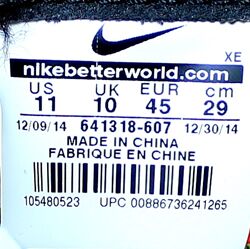 XE
nikebetterworld.com
US UK EUR cm
11 10 45 29
12/09/14 641318-607 12/30/14
MADE IN CHINA
FABRIQUE EN CHINE
105480523 UPC 00886736241265